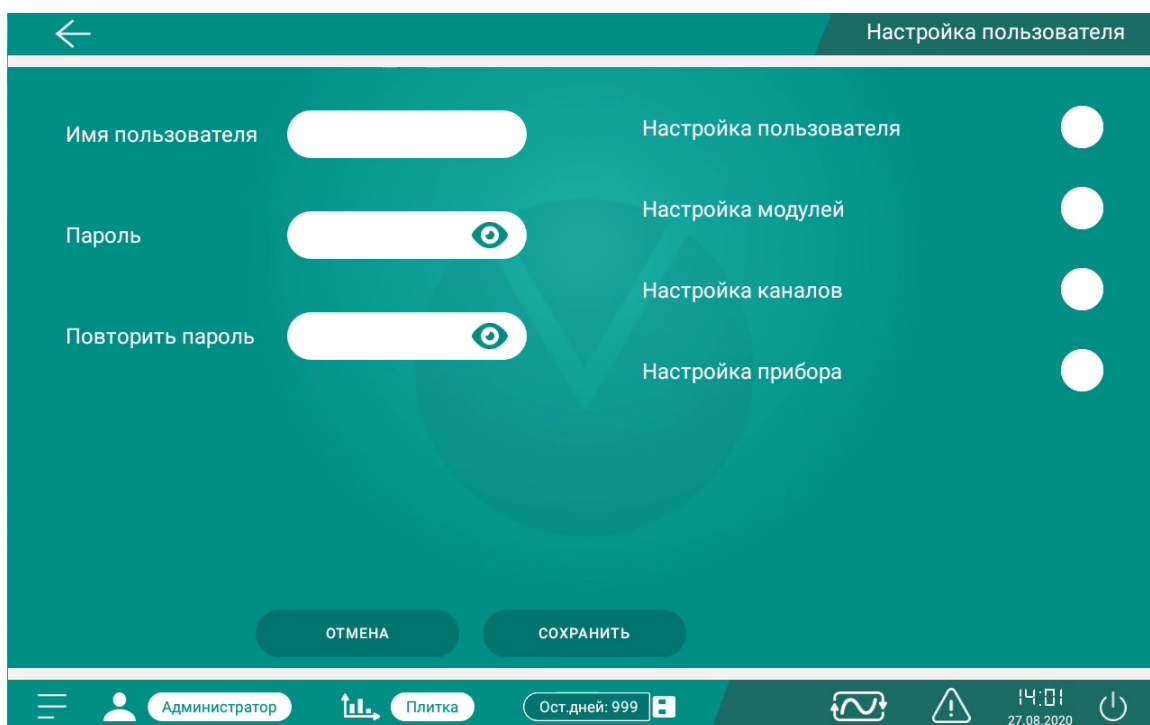 Настройка пользователя
Имя пользователя
Пароль
Повторить пароль
Настройка пользователя
Настройка модулей
Настройка каналов
Настройка прибора
ОТМЕНА
СОХРАНИТЬ
Администратор
Плитка
Ост.дней: 999
14:01
27.08.2020